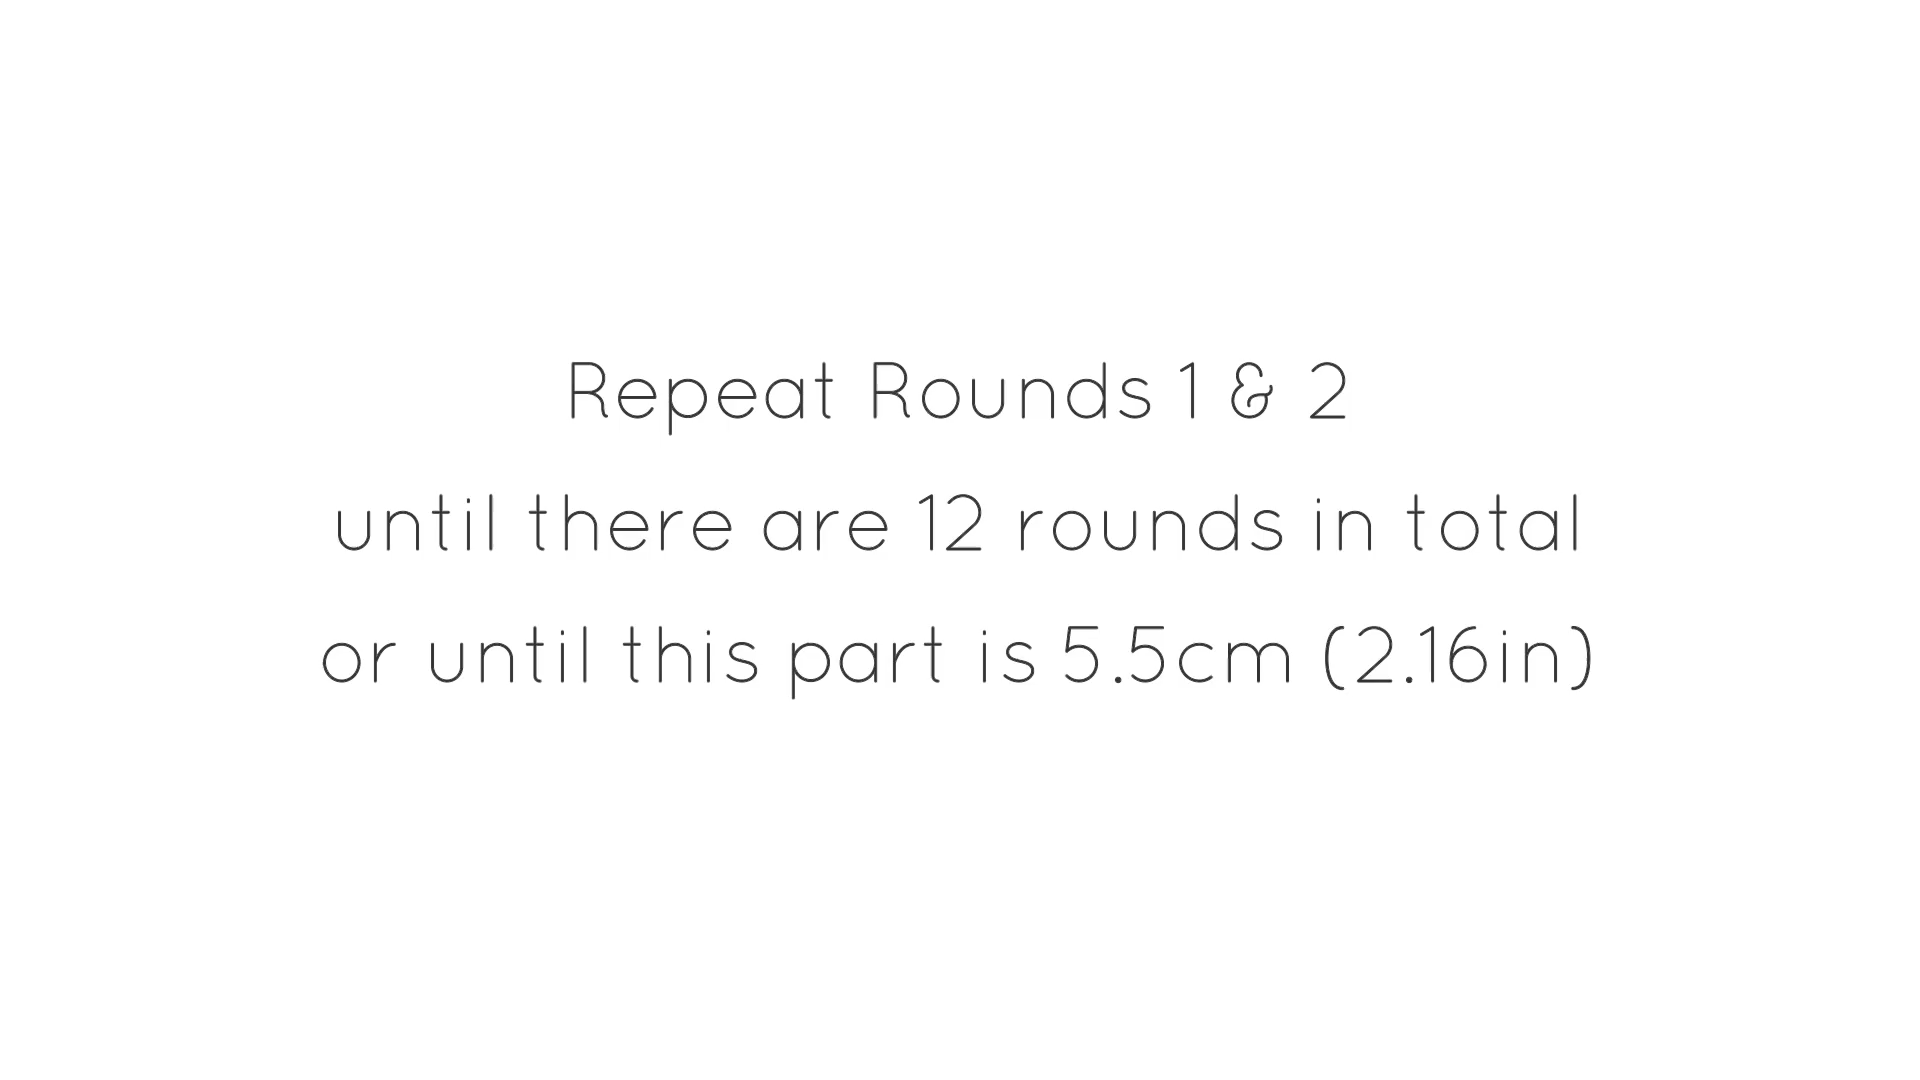 Repeat Rounds 1 & 2
until there are 12 rounds in total
or until this part is 5.5cm (2.16in)